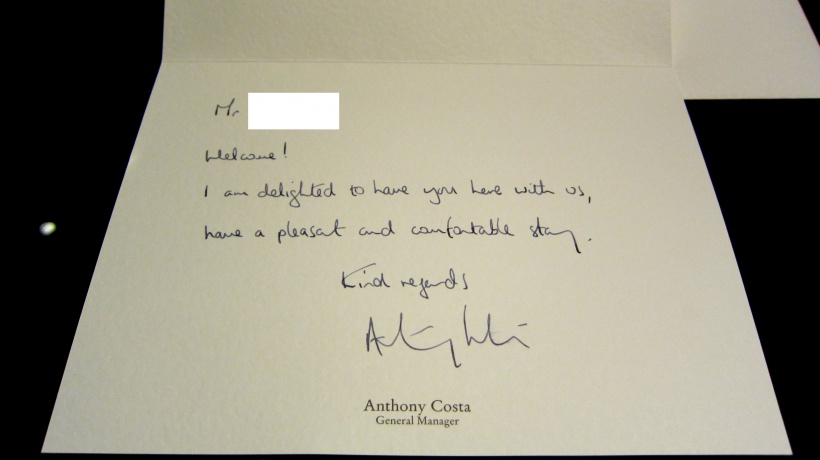 Mr
Welcome!
I am delighted to have you here with us,
have a pleasant and comfortable stay.
Kind regards
Anthony Costa
General Manager